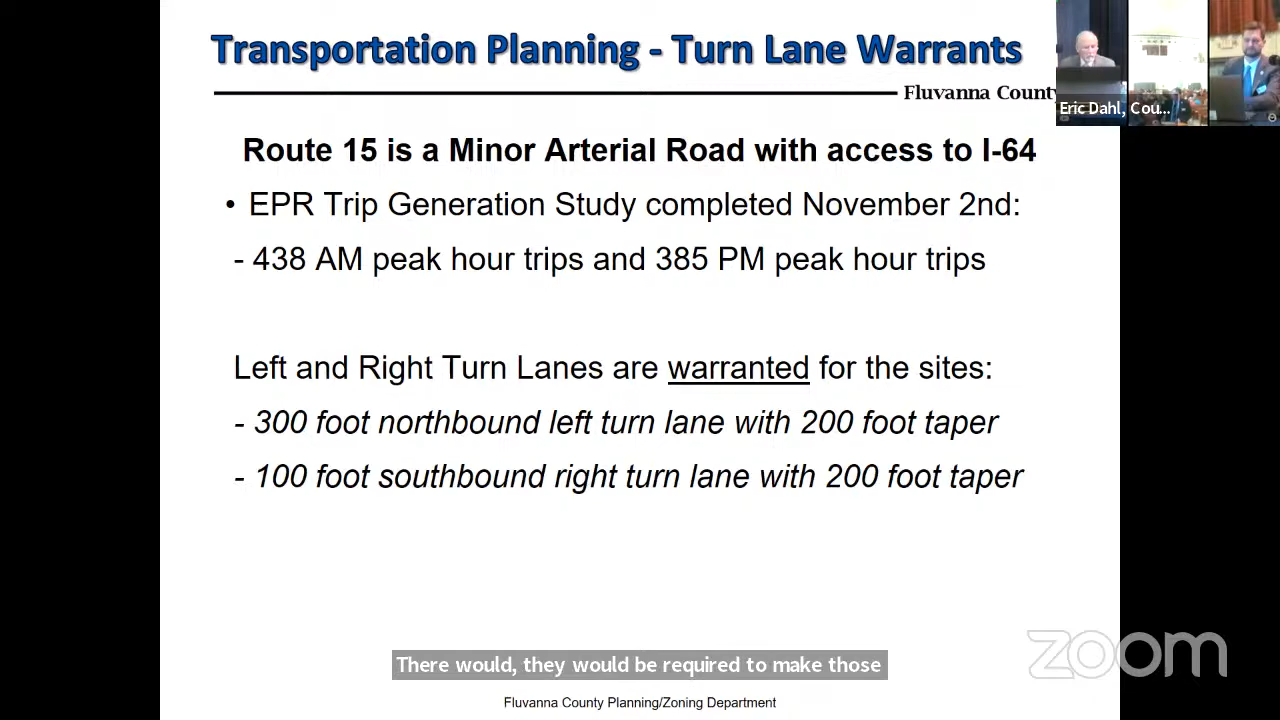 Transportation Planning - Turn Lane Warrants
Fluvanna County
Eric Dahl, Cou...
Route 15 is a Minor Arterial Road with access to I-64
• EPR Trip Generation Study completed November 2nd:
- 438 AM peak hour trips and 385 PM peak hour trips
Left and Right Turn Lanes are warranted for the sites:
- 300 foot northbound left turn lane with 200 foot taper
- 100 foot southbound right turn lane with 200 foot taper
zoom
There would, they would be required to make those
Fluvanna County Planning/Zoning Department